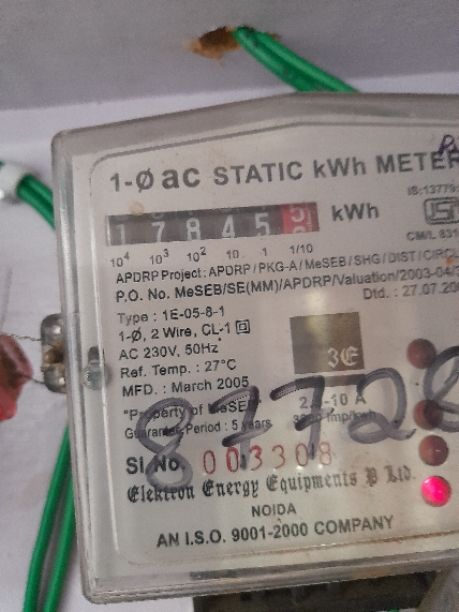 1-Ø ac STATIC kWh METER
IS:13779
1 7 8 4 5 5 kWh
CM/L 831
10⁴ 10³ 10² 10 1 1/10
APDRP Project: APDRP / PKG-A / MeSEB / SHG / DIST / CIRCL
P.O. No. MeSEB/SE(MM)/APDRP/Valuation/2003-04/3
Dtd. : 27.07.200
Type : 1E-05-8-1
1-Ø, 2 Wire, CL-1
AC 230V, 50Hz
Ref. Temp. : 27°C
MFD. : March 2005
3E
-10 A
"Property of MeSEB"
imp/kwh
Guarantee Period : 5 years
87728
Sl. No. 003308
Elektron Energy Equipments P Ltd.
NOIDA
AN I.S.O. 9001-2000 COMPANY